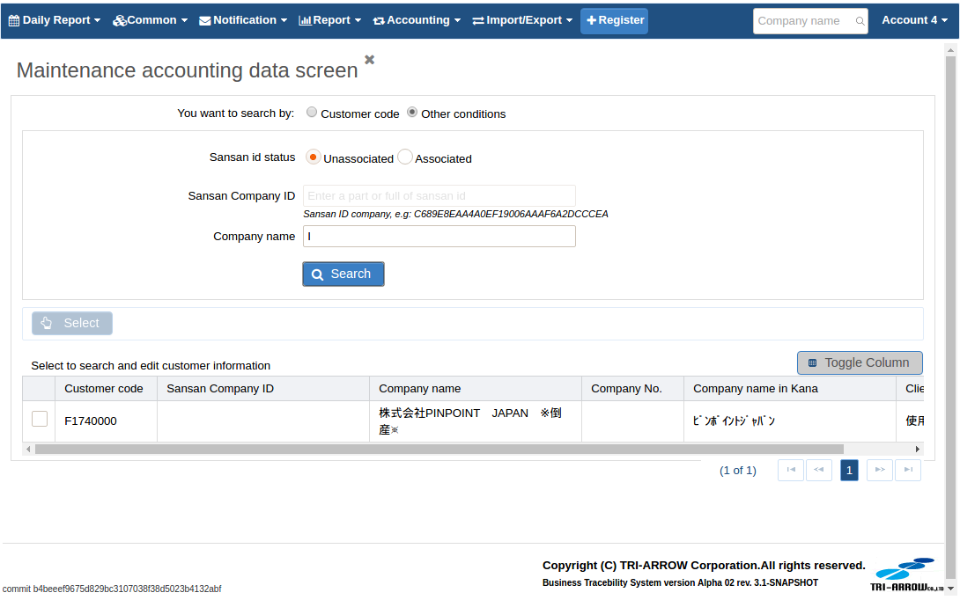 Daily Report Common Notification Report Accounting Import/Export Register Company name Account 4
Maintenance accounting data screen
You want to search by: Customer code Other conditions
Sansan id status Unassociated Associated
Sansan Company ID Enter a part or full of sansan id
Sansan ID company, e.g: C689E8EAA4A0EF19006AAAF6A2DCCCEA
Company name I
Search
Select
Select to search and edit customer information Toggle Column
Customer code Sansan Company ID Company name Company No. Company name in Kana Clie
F1740000 株式会社PINPOINT JAPAN ※倒 ﾋﾟﾝﾎﾟｲﾝﾄｼﾞｬﾊﾟﾝ 使用
産※
(1 of 1) 1
Copyright (C) TRI-ARROW Corporation.All rights reserved.
Business Tracebility System version Alpha 02 rev. 3.1-SNAPSHOT
TRI-ARROW CO.,LTD
commit b4beeef9675d829bc3107038f38d5023b4132abf